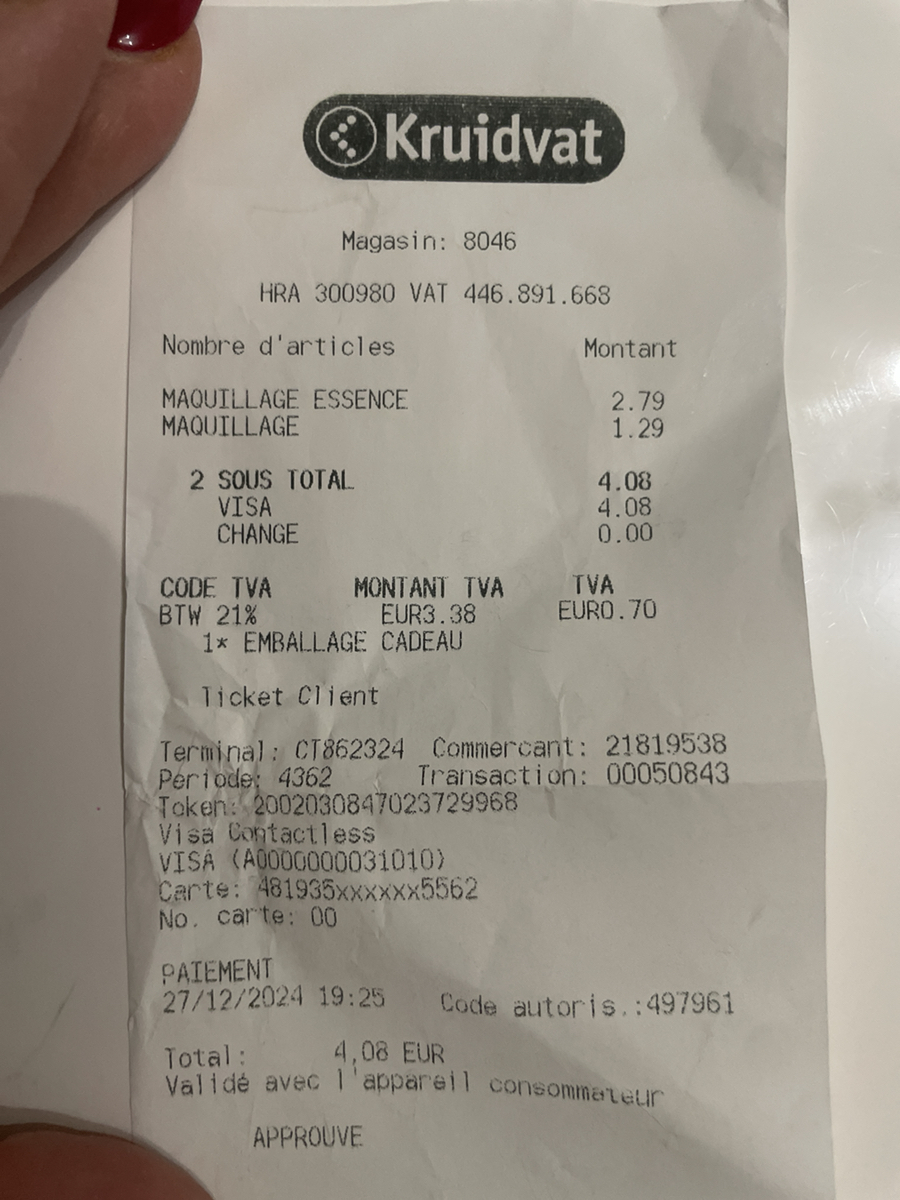 Kruidvat
Magasin: 8046
HRA 300980 VAT 446.891.668
Nombre d'articles Montant
MAQUILLAGE ESSENCE 2.79
MAQUILLAGE 1.29
2 SOUS TOTAL 4.08
VISA 4.08
CHANGE 0.00
CODE TVA MONTANT TVA TVA
BTW 21% EUR3.38 EUR0.70
1* EMBALLAGE CADEAU
Ticket Client
Terminal: CT862324 Commercant: 21819538
Période: 4362 Transaction: 00050843
Token: 2002030847023729968
Visa Contactless
VISA (A0000000031010)
Carte: 481935xxxxxx5562
No. carte: 00
PAIEMENT
27/12/2024 19:25 Code autoris.:497961
Total: 4,08 EUR
Validé avec l'appareil consommateur
APPROUVE